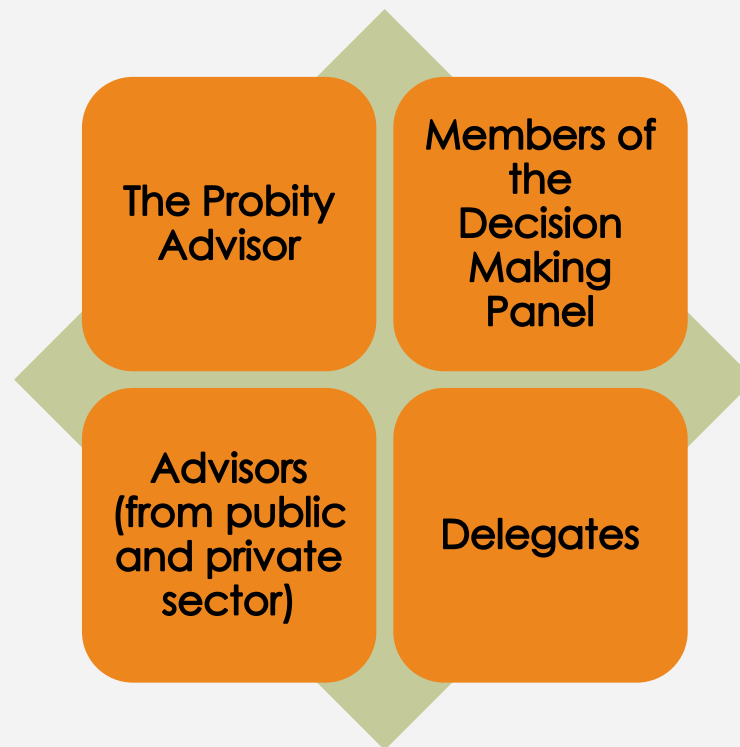 The Probity
Advisor
Members of
the
Decision
Making
Panel
Advisors
(from public
and private
sector)
Delegates